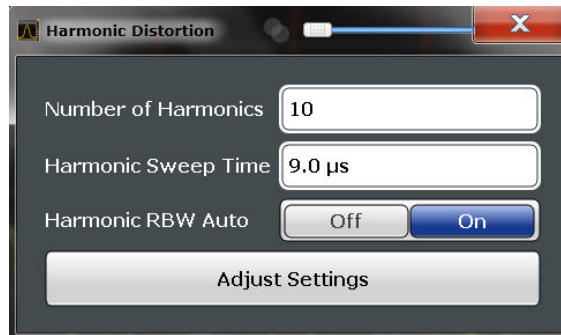 Harmonic Distortion
Number of Harmonics 10
Harmonic Sweep Time 9.0 µs
Harmonic RBW Auto Off On
Adjust Settings